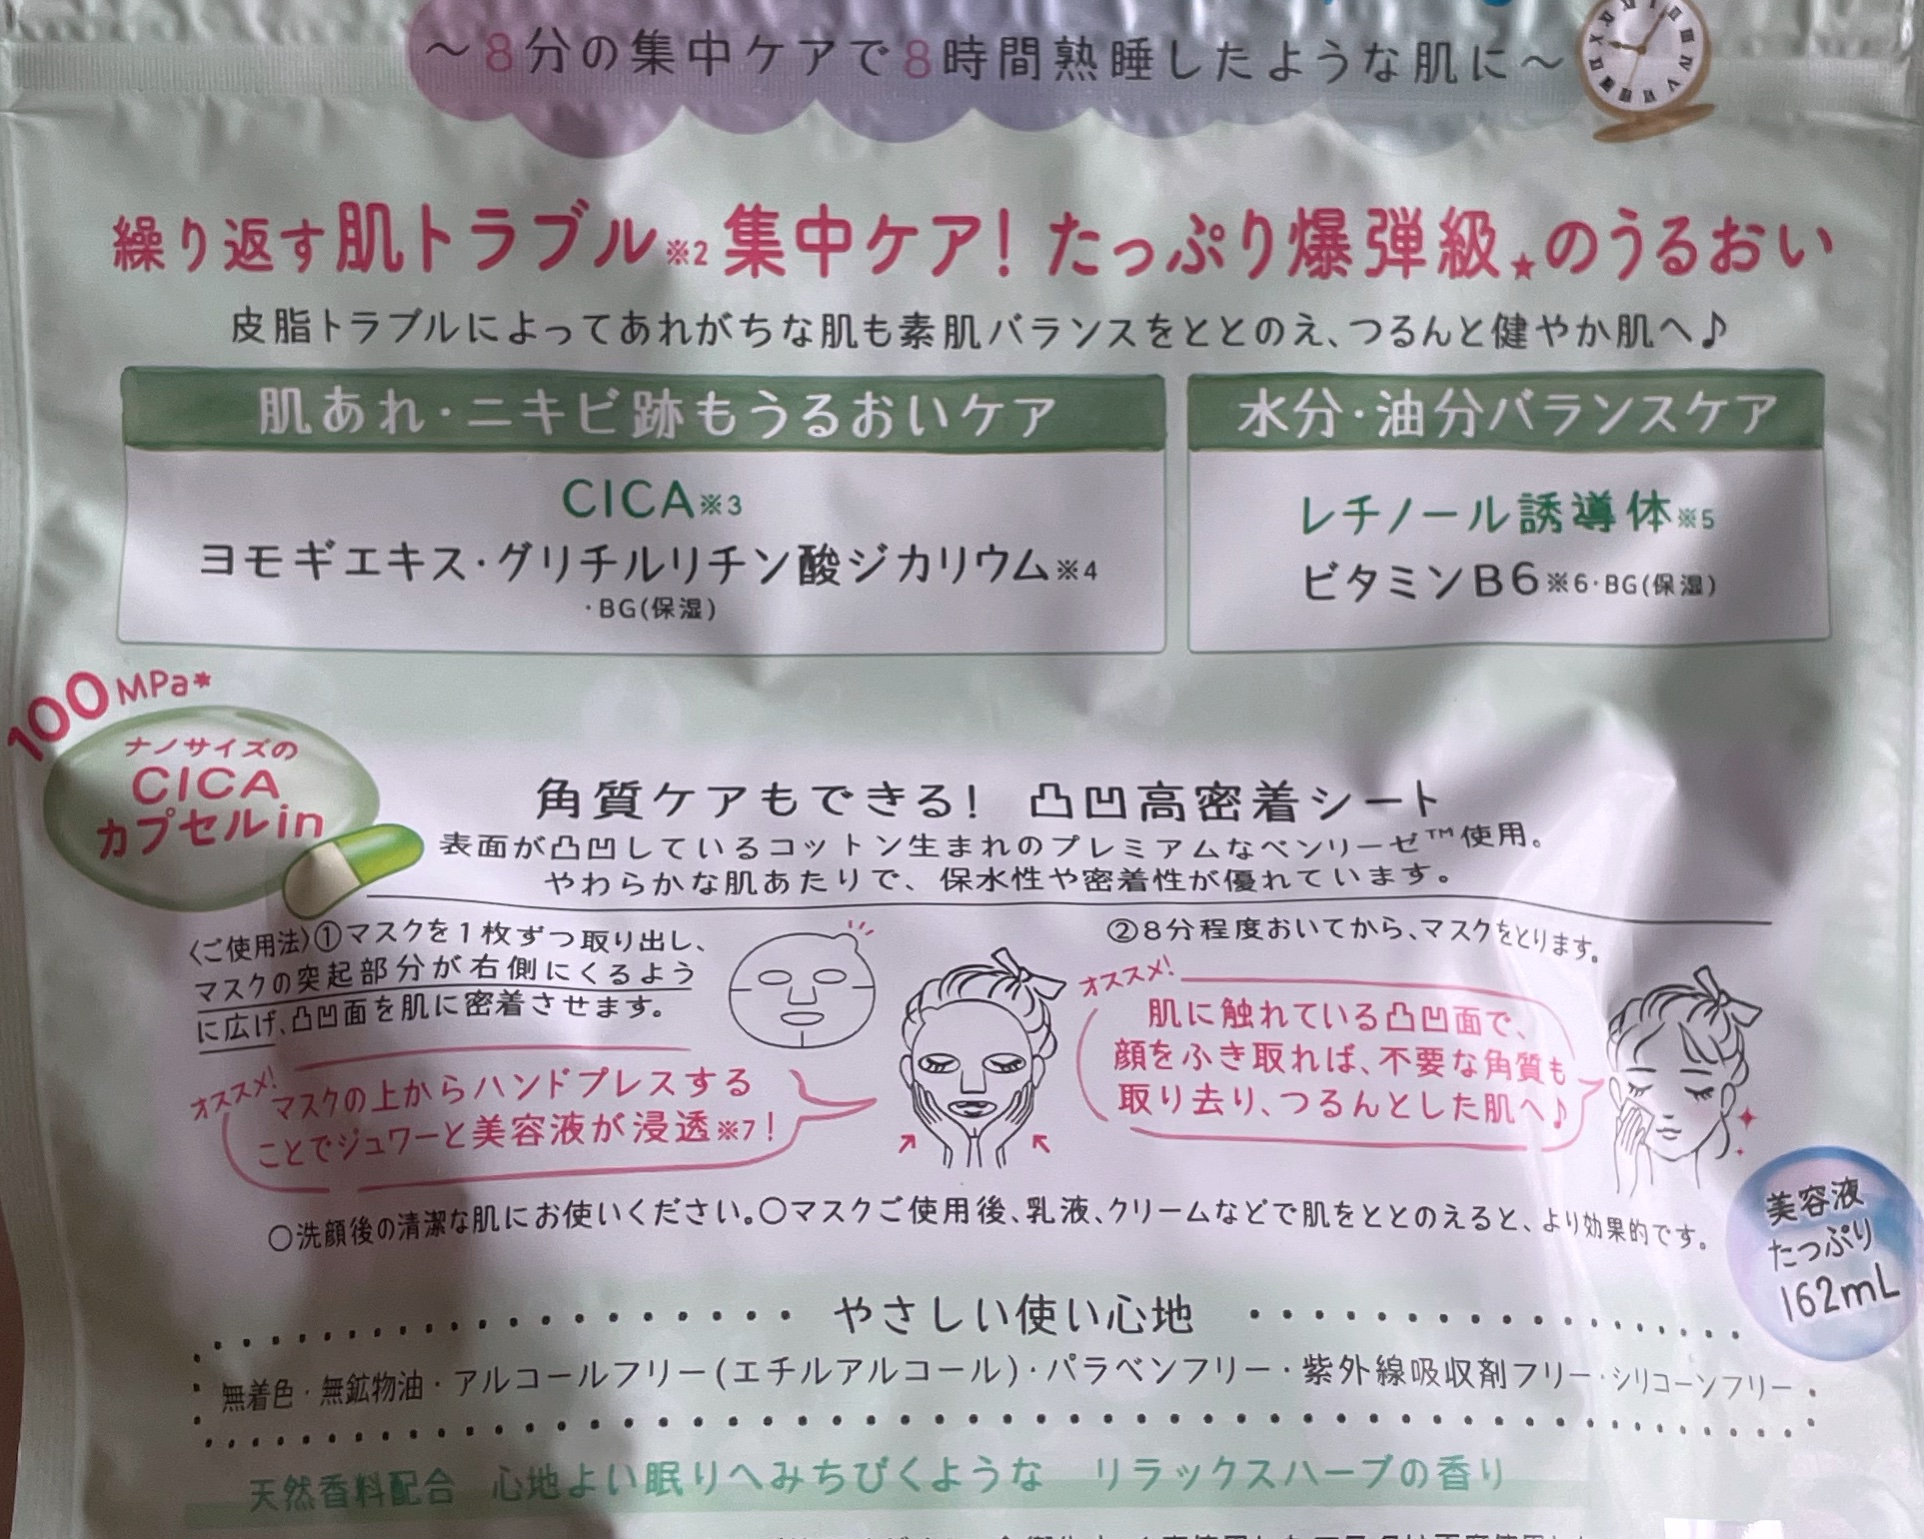 ～8分の集中ケアで8時間熟睡したような肌に～
繰り返す肌トラブル※2集中ケア！たっぷり爆弾級★のうるおい
皮脂トラブルによってあれがちな肌も素肌バランスをととのえ、つるんと健やか肌へ♪
肌あれ・ニキビ跡もうるおいケア
CICA※3
ヨモギエキス・グリチルリチン酸ジカリウム※4
・BG(保湿)
水分・油分バランスケア
レチノール誘導体※5
ビタミンB6※6・BG(保湿)
100MPa*
ナノサイズの
CICA
カプセルin
角質ケアもできる！ 凸凹高密着シート
表面が凸凹しているコットン生まれのプレミアムなベンリーゼ™使用。
やわらかな肌あたりで、保水性や密着性が優れています。
〈ご使用法〉①マスクを1枚ずつ取り出し、
マスクの突起部分が右側にくるよう
に広げ、凸凹面を肌に密着させます。
オススメ！
マスクの上からハンドプレスする
ことでジュワーと美容液が浸透※7！
②8分程度おいてから、マスクをとります。
オススメ！
肌に触れている凸凹面で、
顔をふき取れば、不要な角質も
取り去り、つるんとした肌へ♪
○洗顔後の清潔な肌にお使いください。○マスクご使用後、乳液、クリームなどで肌をととのえると、より効果的です。
美容液
たっぷり
162mL
やさしい使い心地
無着色・無鉱物油・アルコールフリー(エチルアルコール)・パラベンフリー・紫外線吸収剤フリー・シリコーンフリー
天然香料配合 心地よい眠りへみちびくような リラックスハーブの香り